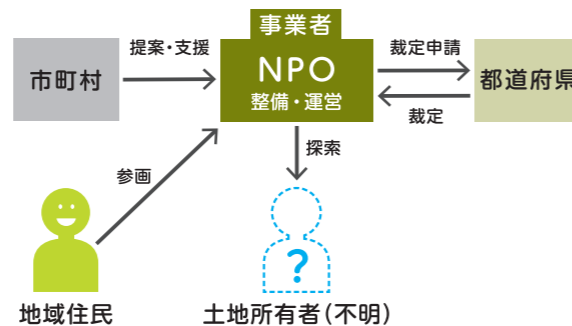 事業者
提案・支援
裁定申請
市町村
NPO
都道府県
整備・運営
裁定
探索
参画
?
地域住民
土地所有者(不明)